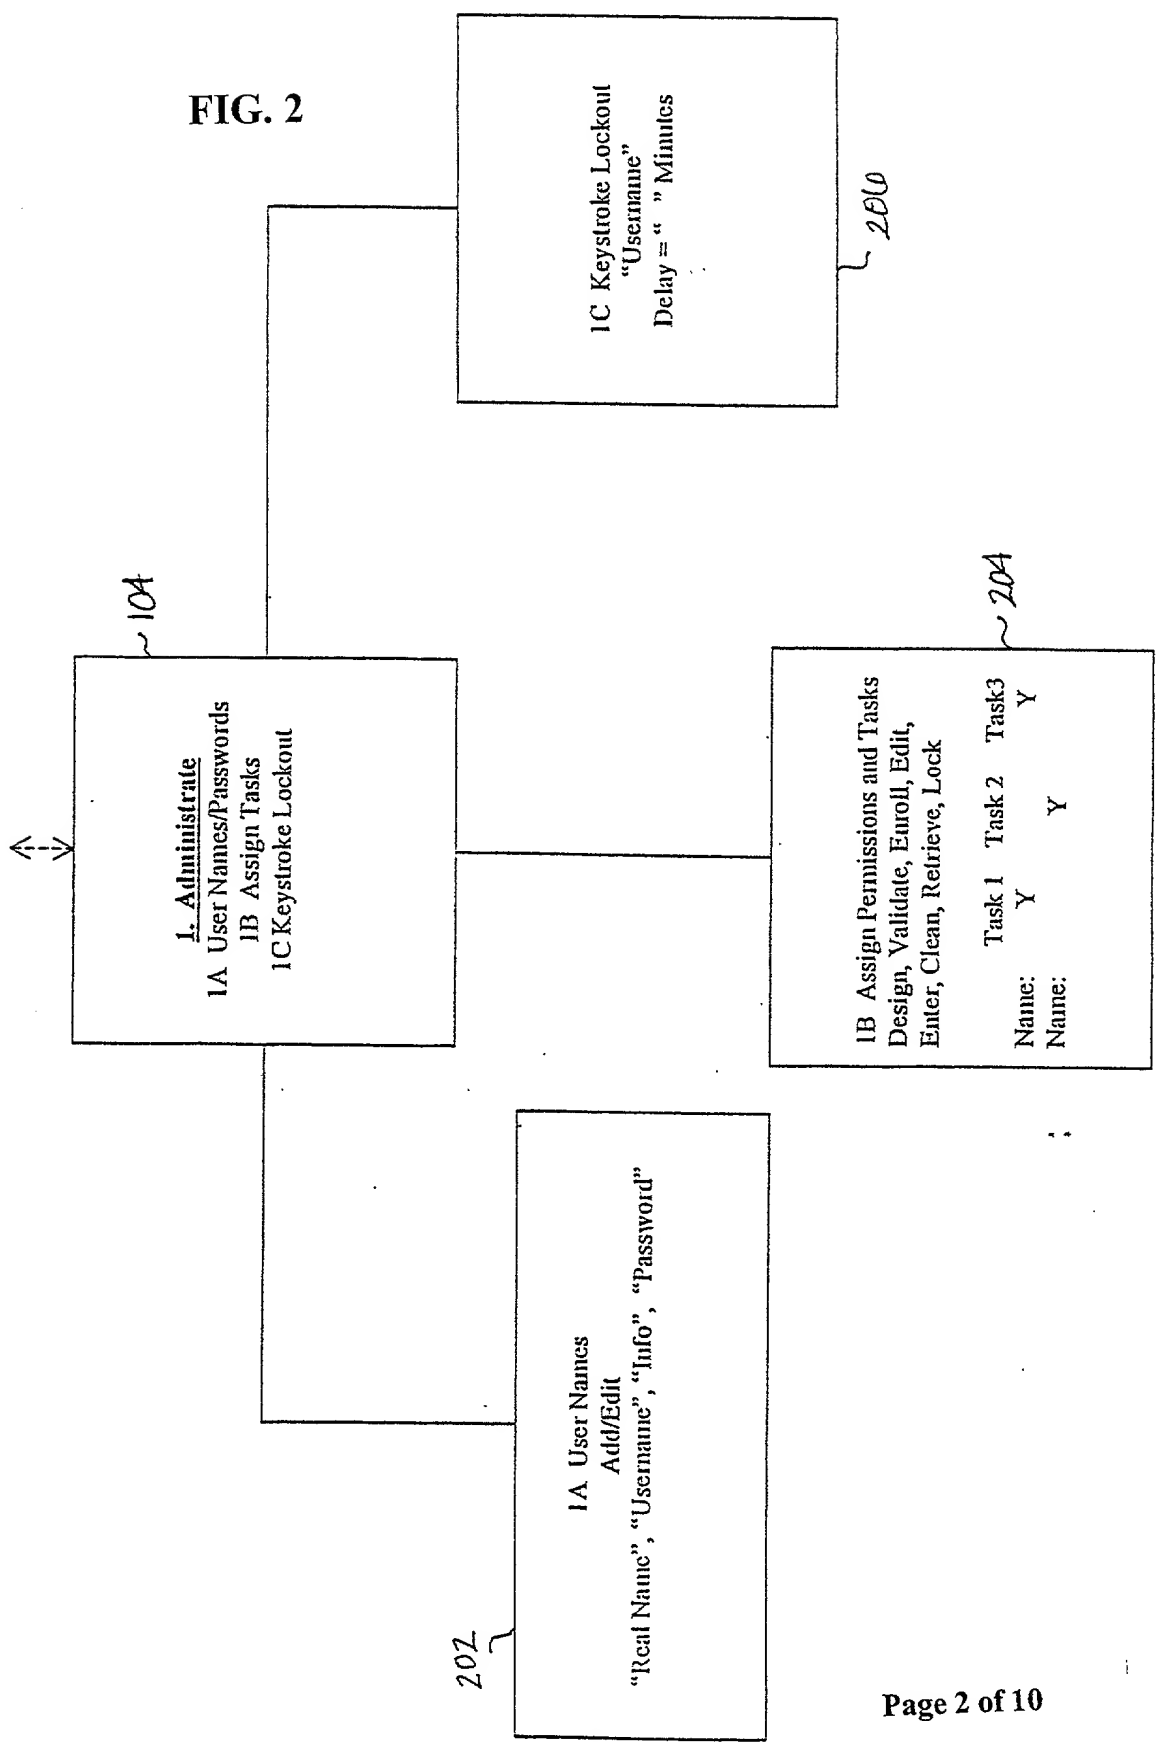 FIG. 2
104
1. Administrate
1A User Names/Passwords
1B Assign Tasks
1C Keystroke Lockout
202
1A User Names
Add/Edit
“Real Name”, “Username”, “Info”, “Password”
204
1B Assign Permissions and Tasks
Design, Validate, Enroll, Edit,
Enter, Clean, Retrieve, Lock
Task 1 Task 2 Task3
Name: Y Y
Name: Y
206
1C Keystroke Lockout
“Username”
Delay = “ ” Minutes
Page 2 of 10